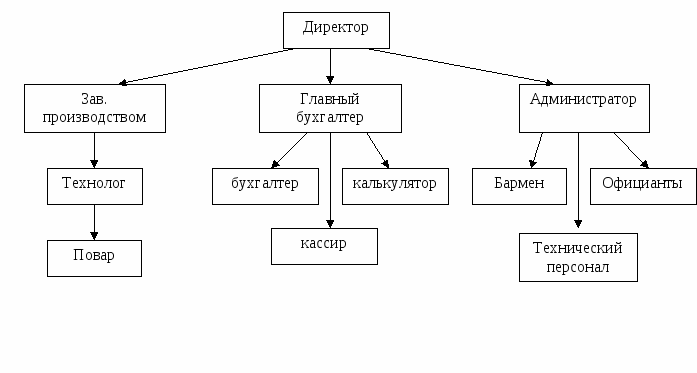 Директор
Зав.
производством
Главный
бухгалтер
Администратор
Технолог
бухгалтер
калькулятор
Бармен
Официанты
Повар
кассир
Технический
персонал